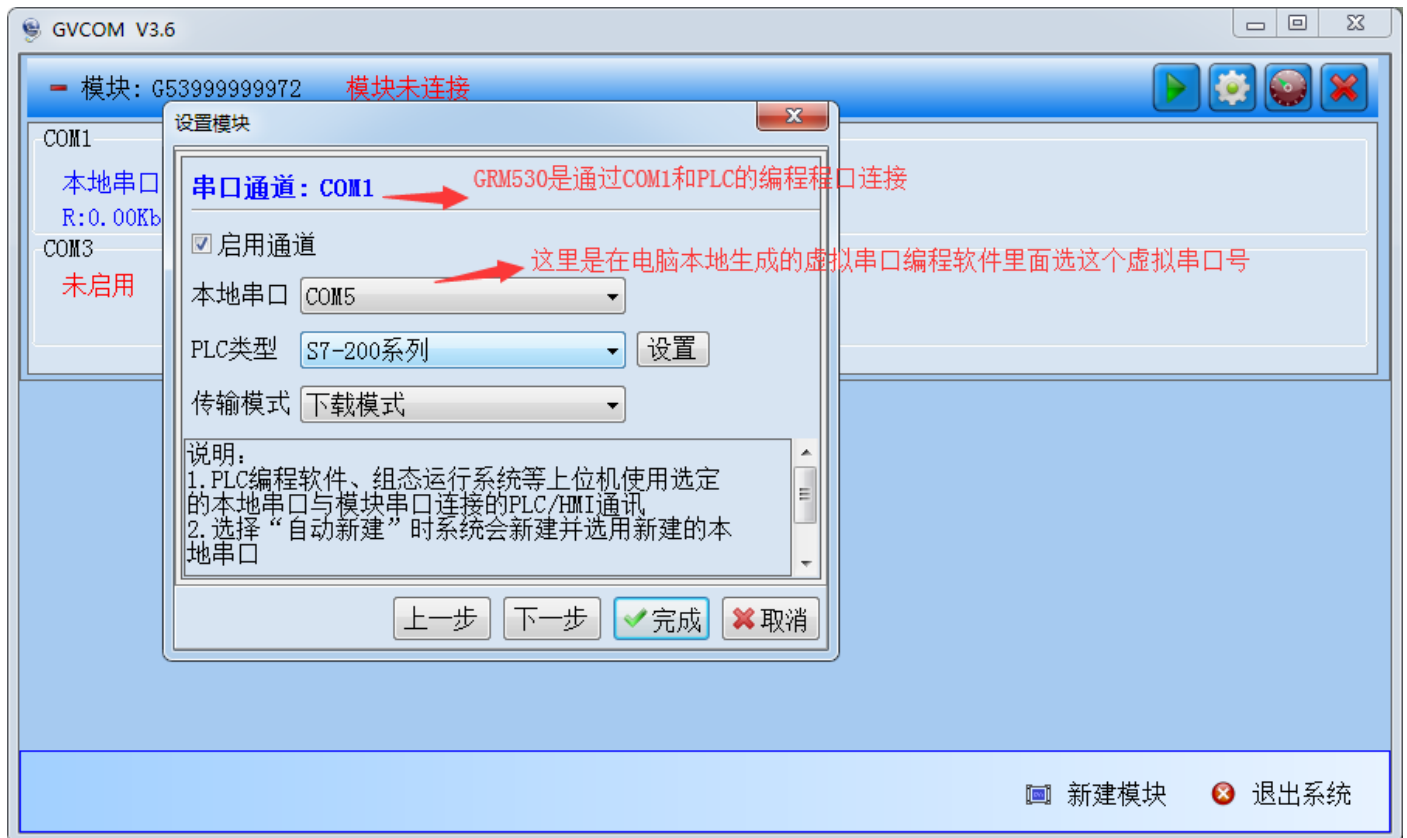 GVCOM V3.6
模块: G53999999972 模块未连接
设置模块
COM1
本地串口
R:0.00Kb
COM3
未启用
串口通道: COM1
GRM530是通过COM1和PLC的编程程口连接
启用通道
这里是在电脑本地生成的虚拟串口编程软件里面选这个虚拟串口号
本地串口 COM5
PLC类型 S7-200系列 设置
传输模式 下载模式
说明:
1.PLC编程软件、组态运行系统等上位机使用选定
的本地串口与模块串口连接的PLC/HMI通讯
2.选择“自动新建”时系统会新建并选用新建的本
地串口
上一步 下一步 完成 取消
新建模块 退出系统